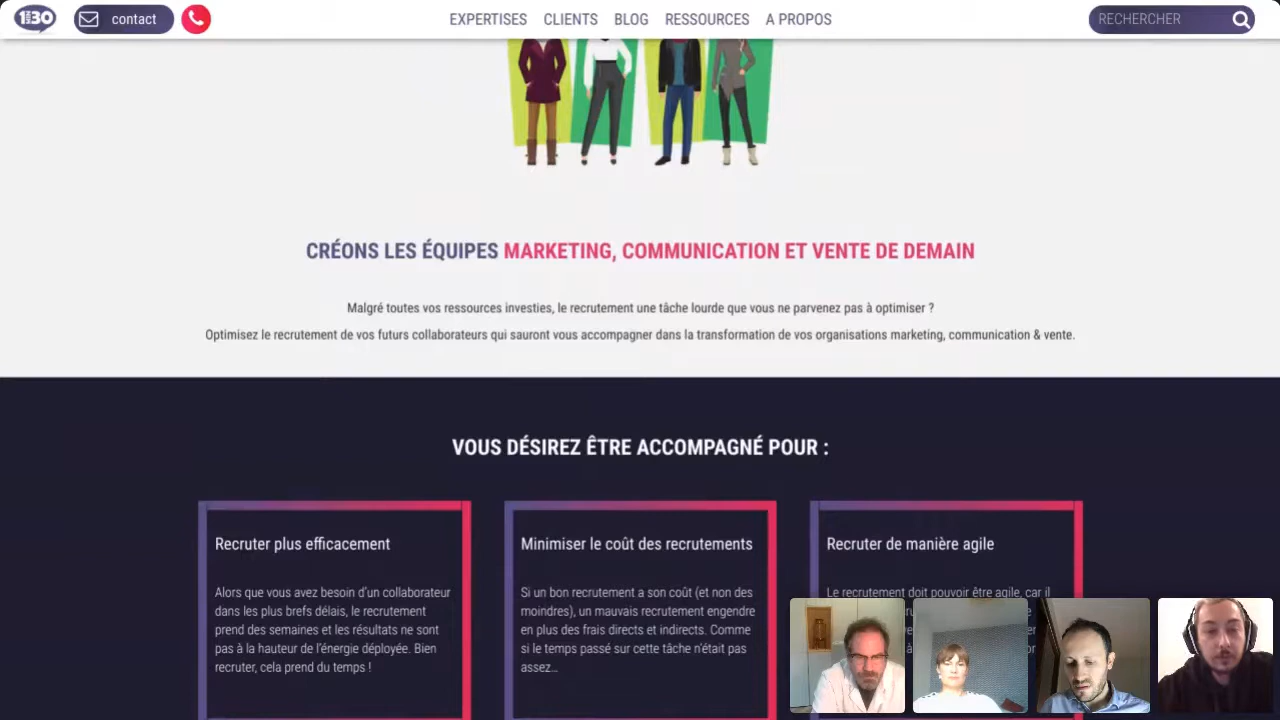 1min30
contact
EXPERTISES CLIENTS BLOG RESSOURCES A PROPOS
RECHERCHER
CRÉONS LES ÉQUIPES MARKETING, COMMUNICATION ET VENTE DE DEMAIN
Malgré toutes vos ressources investies, le recrutement une tâche lourde que vous ne parvenez pas à optimiser ?
Optimisez le recrutement de vos futurs collaborateurs qui sauront vous accompagner dans la transformation de vos organisations marketing, communication & vente.
VOUS DÉSIREZ ÊTRE ACCOMPAGNÉ POUR :
Recruter plus efficacement
Alors que vous avez besoin d'un collaborateur
dans les plus brefs délais, le recrutement
prend des semaines et les résultats ne sont
pas à la hauteur de l'énergie déployée. Bien
recruter, cela prend du temps !
Minimiser le coût des recrutements
Si un bon recrutement a son coût (et non des
moindres), un mauvais recrutement engendre
en plus des frais directs et indirects. Comme
si le temps passé sur cette tâche n'était pas
assez...
Recruter de manière agile
Le recrutement doit pouvoir être agile, car il